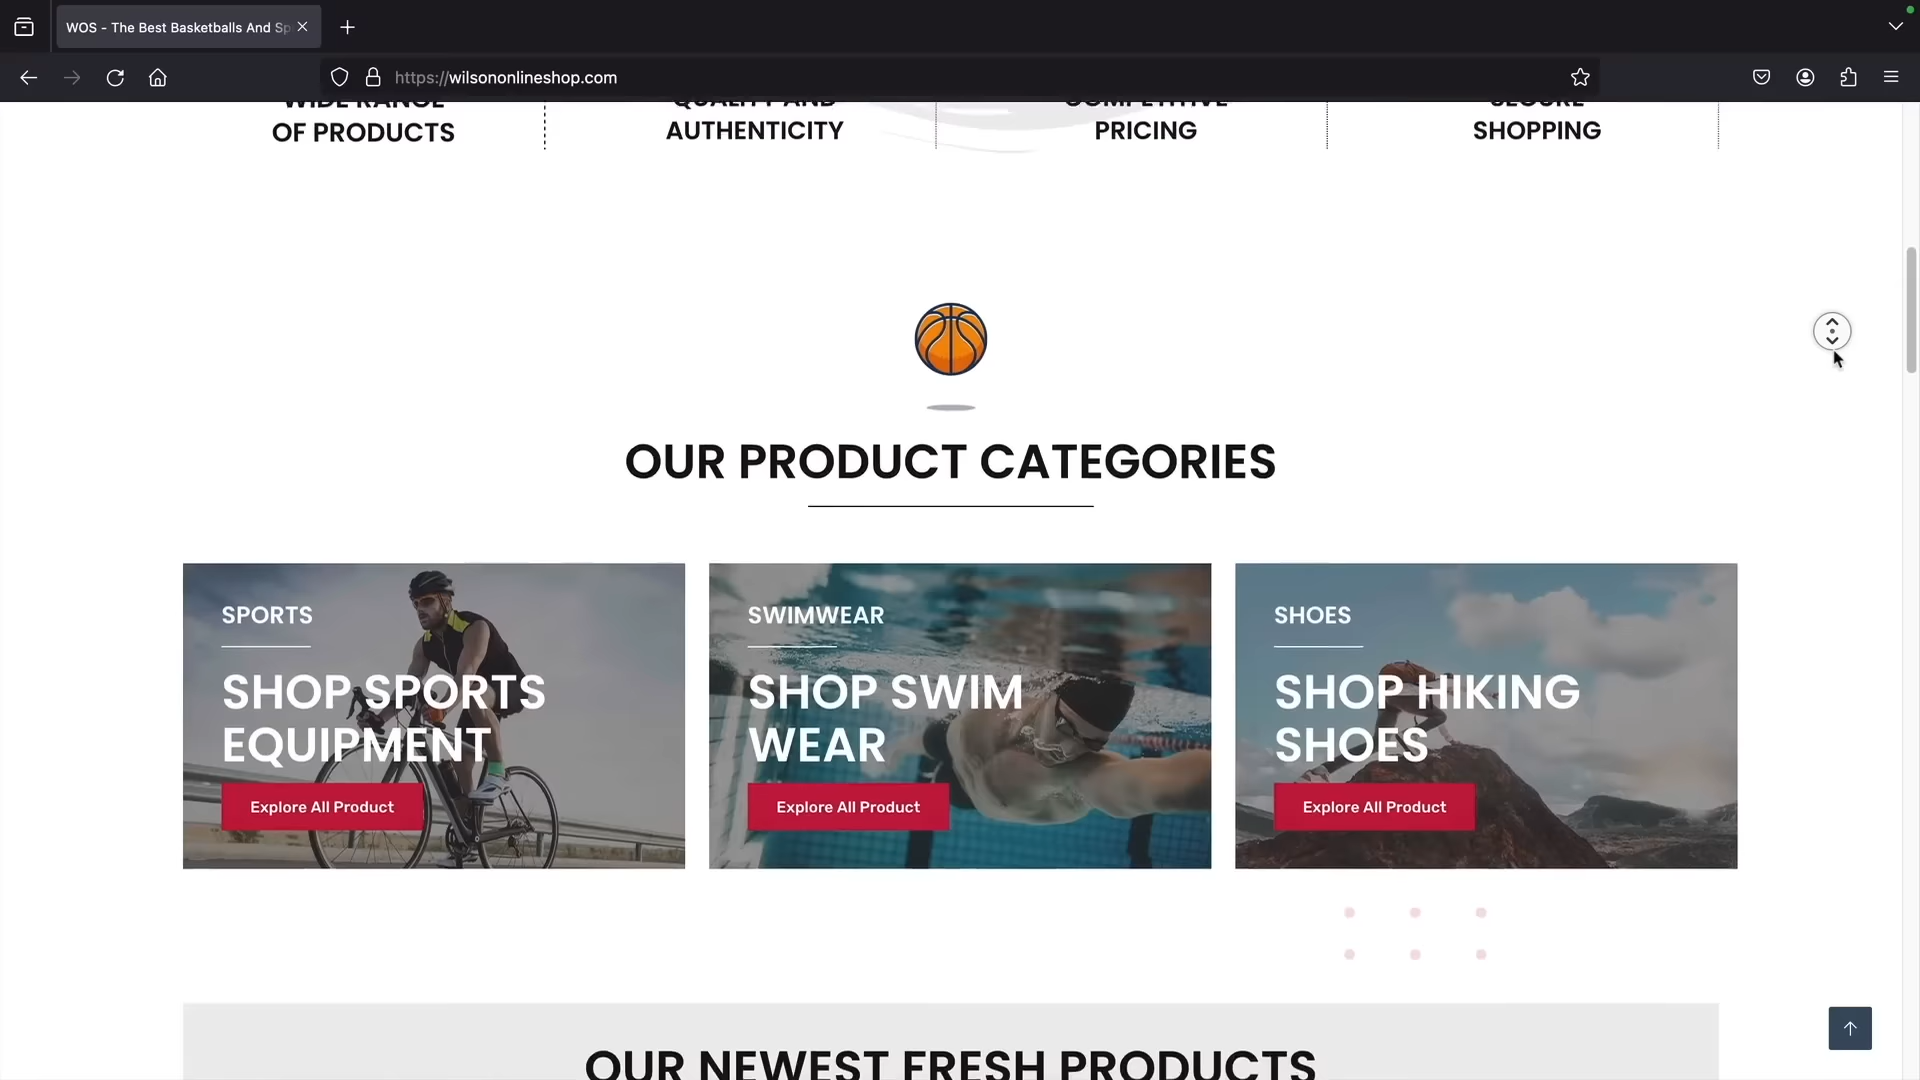 WOS - The Best Basketballs And Sp
https://wilsononlineshop.com
WIDE RANGE
OF PRODUCTS
QUALITY AND
AUTHENTICITY
COMPETITIVE
PRICING
SECURE
SHOPPING
OUR PRODUCT CATEGORIES
SPORTS
SHOP SPORTS
EQUIPMENT
Explore All Product
SWIMWEAR
SHOP SWIM
WEAR
Explore All Product
SHOES
SHOP HIKING
SHOES
Explore All Product
OUR NEWEST FRESH PRODUCTS